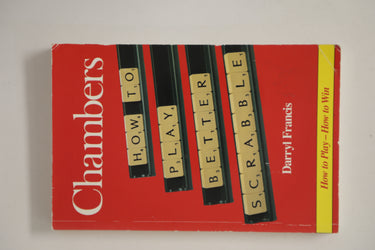 Chambers
HOW TO
PLAY
BETTER
SCRABBLE
Darryl Francis
How to Play – How to Win